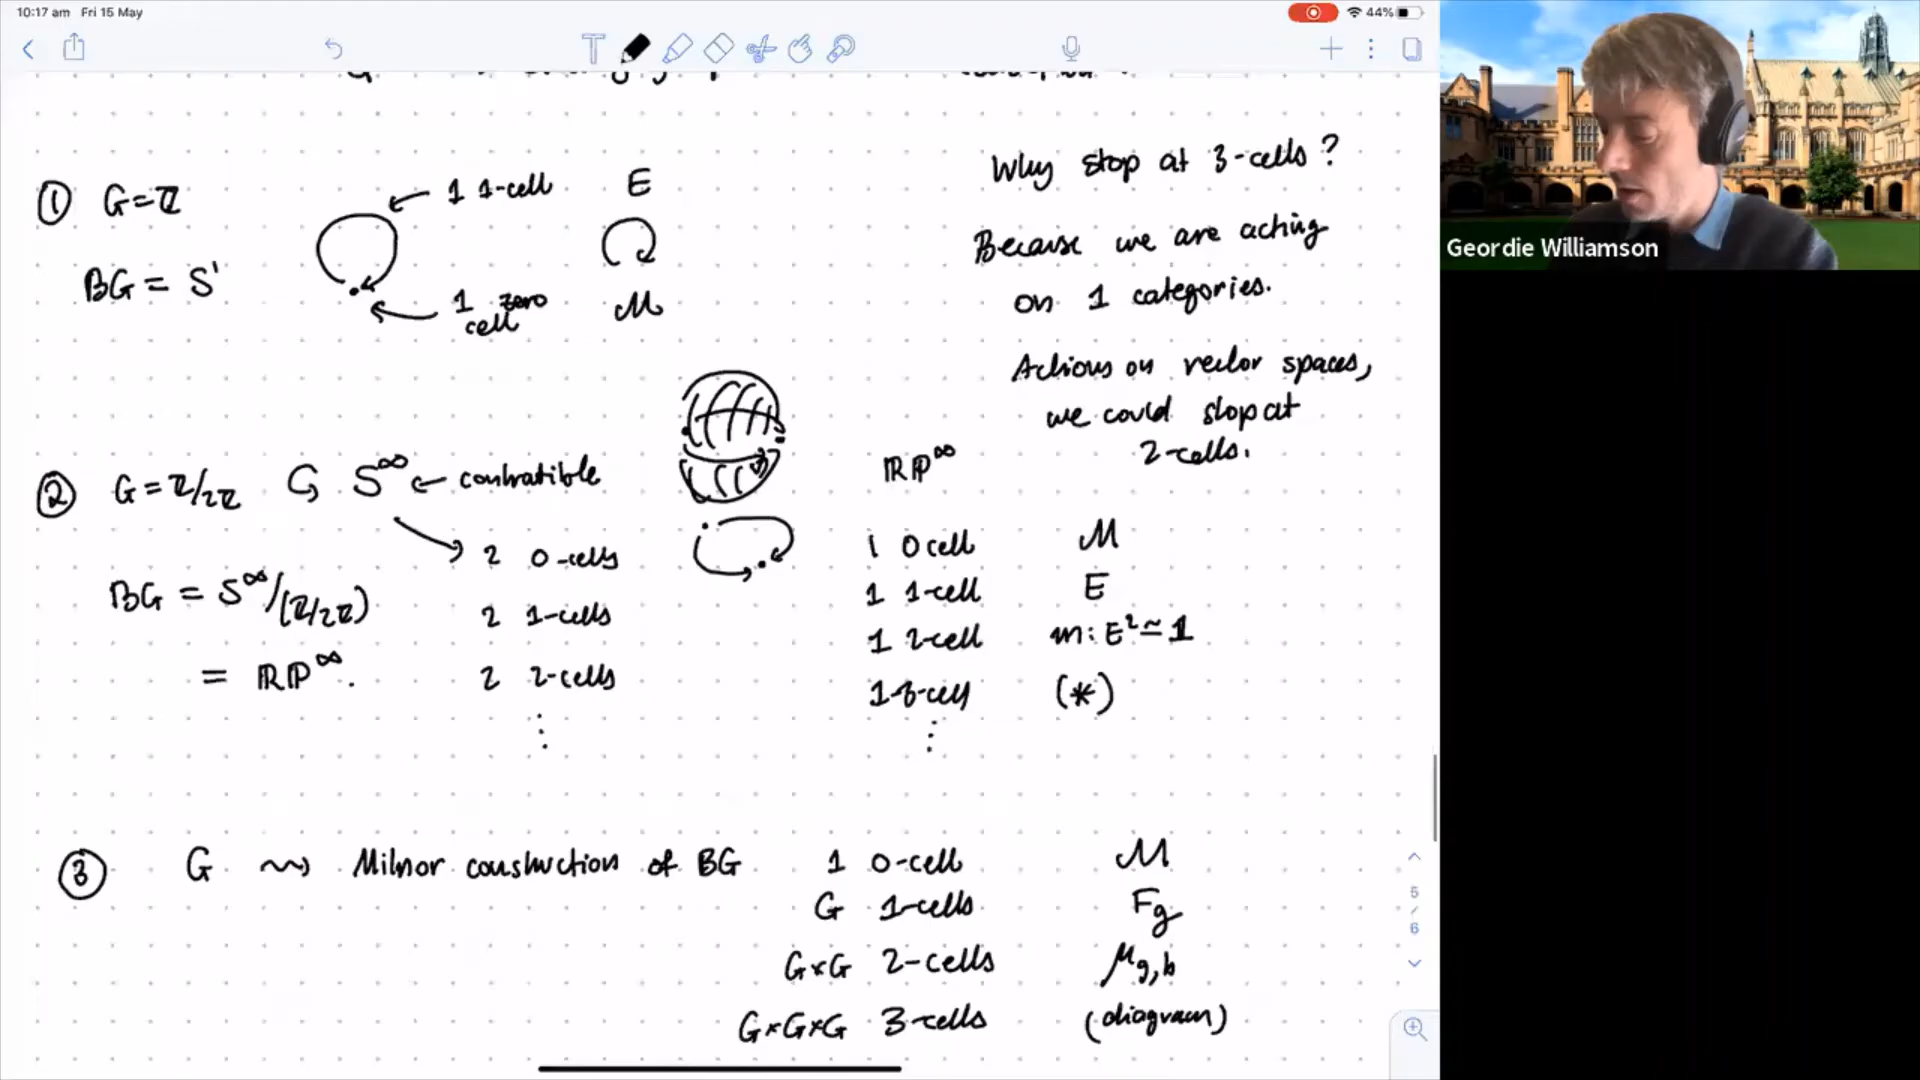 10:17 am Fri 15 May
44%
Geordie Williamson
① G=ℤ
BG = S¹
1 1-cell
1 zero
cell
E
M
Why stop at 3-cells?
Because we are acting
on 1 categories.
Actions on vector spaces,
we could stop at
2-cells.
② G=ℤ/2ℤ S^∞ ← contratible
BG = S^∞/(ℤ/2ℤ)
= ℝℙ^∞.
2 0-cells
2 1-cells
2 2-cells
⋮
ℝℙ^∞
1 0 cell M
1 1-cell E
1 2-cell m: E² ≃ 1
1-3-cell (*)
⋮
③ G ⇝ Milnor construction of BG
1 0-cell M
G 1-cells F_g
G×G 2-cells μ_g,h
G×G×G 3-cells (diagram)
5
/
6